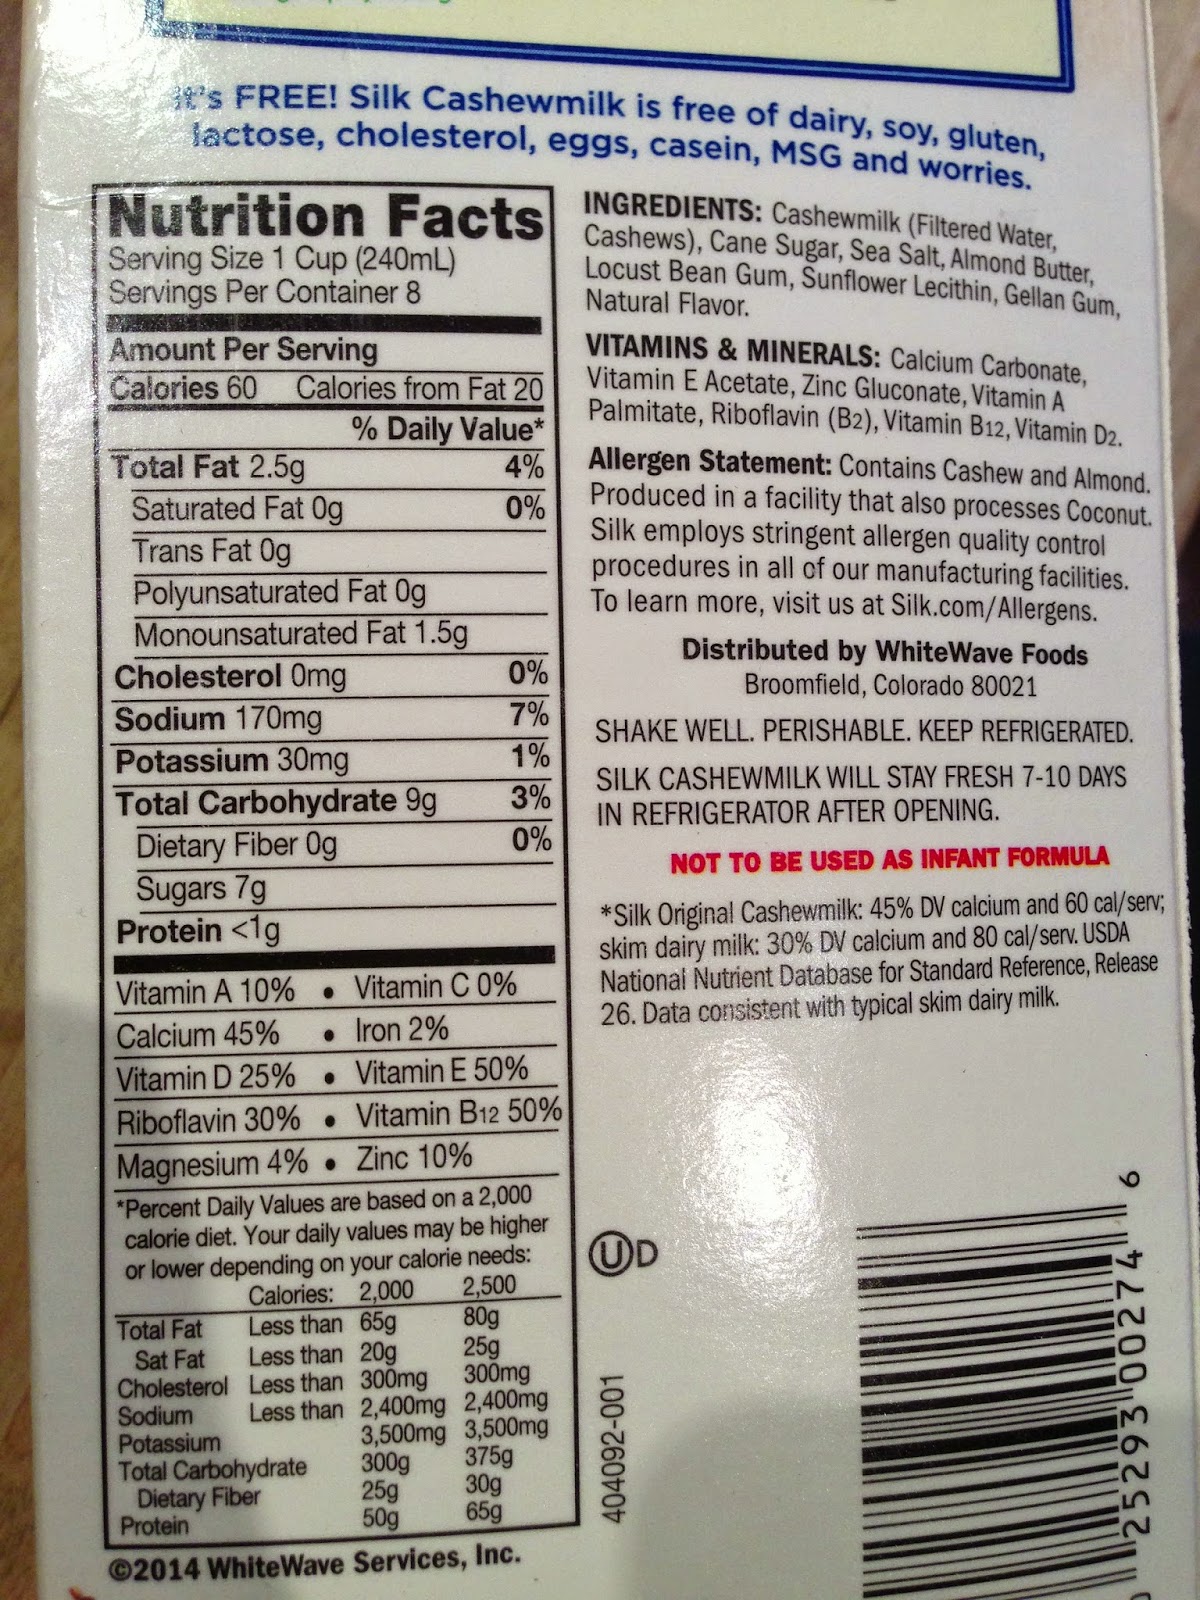 It's FREE! Silk Cashewmilk is free of dairy, soy, gluten,
lactose, cholesterol, eggs, casein, MSG and worries.
Nutrition Facts
Serving Size 1 Cup (240mL)
Servings Per Container 8
Amount Per Serving
Calories 60 Calories from Fat 20
% Daily Value*
Total Fat 2.5g 4%
Saturated Fat 0g 0%
Trans Fat 0g
Polyunsaturated Fat 0g
Monounsaturated Fat 1.5g
Cholesterol 0mg 0%
Sodium 170mg 7%
Potassium 30mg 1%
Total Carbohydrate 9g 3%
Dietary Fiber 0g 0%
Sugars 7g
Protein <1g
Vitamin A 10% • Vitamin C 0%
Calcium 45% • Iron 2%
Vitamin D 25% • Vitamin E 50%
Riboflavin 30% • Vitamin B12 50%
Magnesium 4% • Zinc 10%
*Percent Daily Values are based on a 2,000
calorie diet. Your daily values may be higher
or lower depending on your calorie needs:
Calories: 2,000 2,500
Total Fat Less than 65g 80g
Sat Fat Less than 20g 25g
Cholesterol Less than 300mg 300mg
Sodium Less than 2,400mg 2,400mg
Potassium 3,500mg 3,500mg
Total Carbohydrate 300g 375g
Dietary Fiber 25g 30g
Protein 50g 65g
©2014 WhiteWave Services, Inc.
INGREDIENTS: Cashewmilk (Filtered Water,
Cashews), Cane Sugar, Sea Salt, Almond Butter,
Locust Bean Gum, Sunflower Lecithin, Gellan Gum,
Natural Flavor.
VITAMINS & MINERALS: Calcium Carbonate,
Vitamin E Acetate, Zinc Gluconate, Vitamin A
Palmitate, Riboflavin (B2), Vitamin B12, Vitamin D2.
Allergen Statement: Contains Cashew and Almond.
Produced in a facility that also processes Coconut.
Silk employs stringent allergen quality control
procedures in all of our manufacturing facilities.
To learn more, visit us at Silk.com/Allergens.
Distributed by WhiteWave Foods
Broomfield, Colorado 80021
SHAKE WELL. PERISHABLE. KEEP REFRIGERATED.
SILK CASHEWMILK WILL STAY FRESH 7-10 DAYS
IN REFRIGERATOR AFTER OPENING.
NOT TO BE USED AS INFANT FORMULA
*Silk Original Cashewmilk: 45% DV calcium and 60 cal/serv;
skim dairy milk: 30% DV calcium and 80 cal/serv. USDA
National Nutrient Database for Standard Reference, Release
26. Data consistent with typical skim dairy milk.
U D
404092-001
25293 00274 6